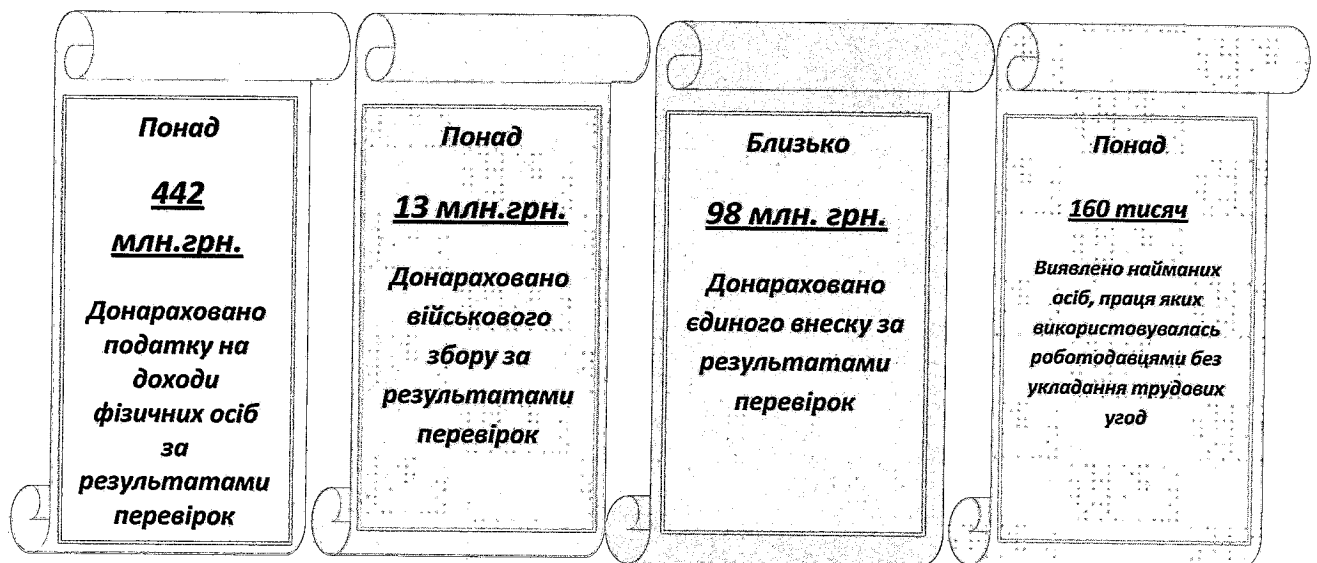 Понад
442
млн.грн.
Донараховано
податку на
доходи
фізичних осіб
за
результатами
перевірок
Понад
13 млн.грн.
Донараховано
військового
збору за
результатами
перевірок
Близько
98 млн. грн.
Донараховано
єдиного внеску за
результатами
перевірок
Понад
160 тисяч
Виявлено найманих
осіб, праця яких
використовувалась
роботодавцями без
укладання трудових
угод